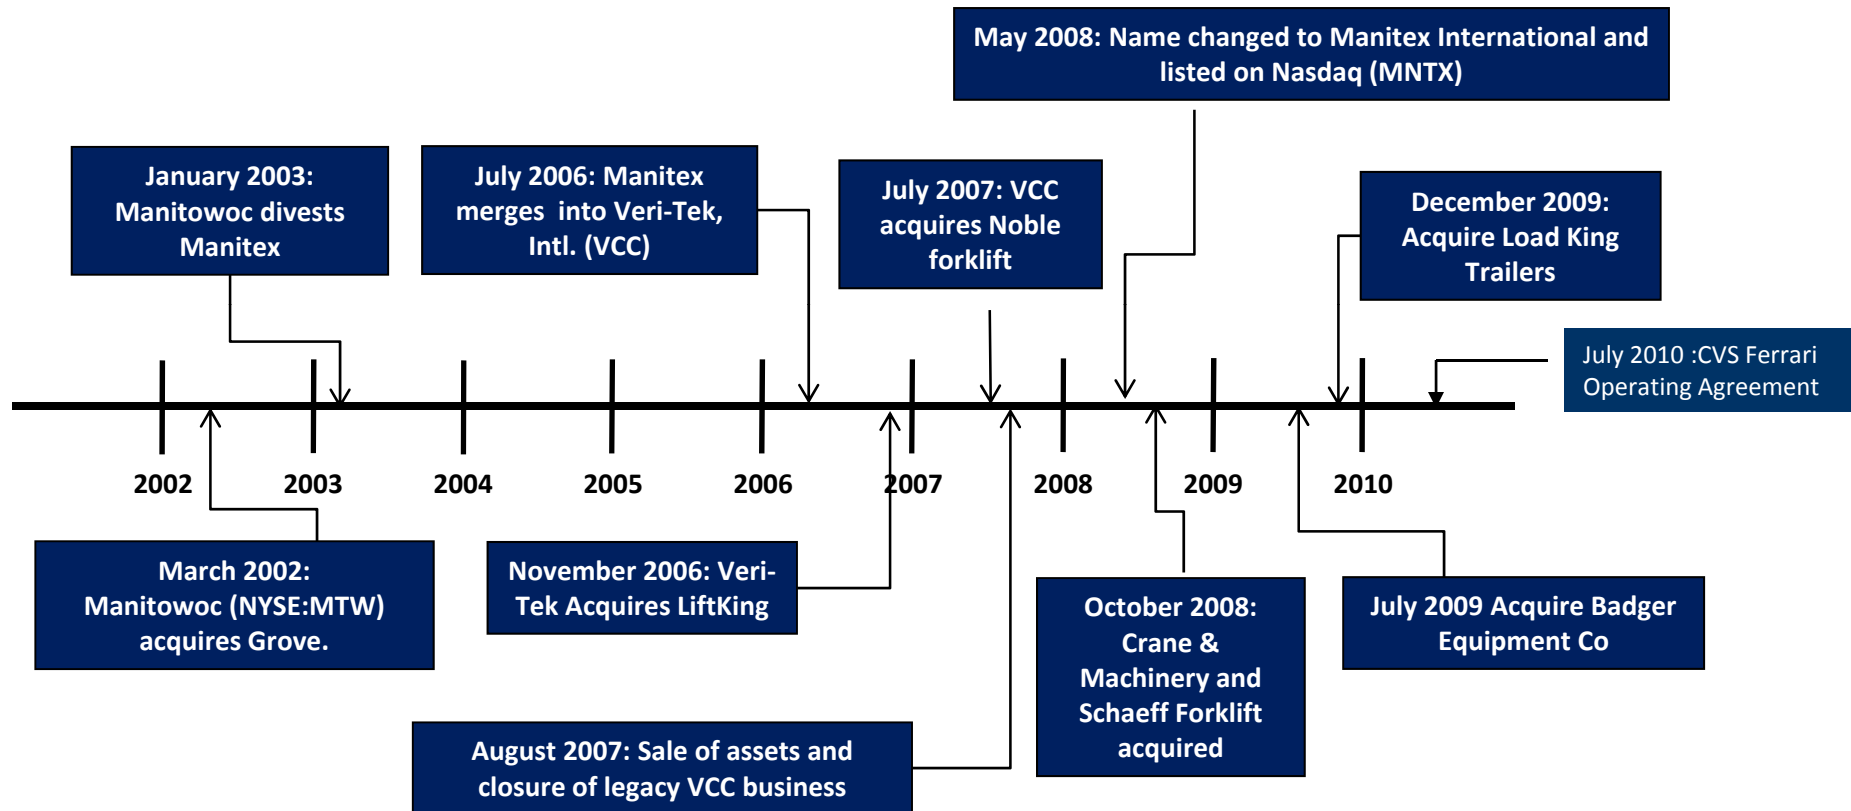 May 2008: Name changed to Manitex International and
listed on Nasdaq (MNTX)
January 2003:
Manitowoc divests
Manitex
July 2006: Manitex
merges into Veri-Tek,
Intl. (VCC)
July 2007: VCC
acquires Noble
forklift
December 2009:
Acquire Load King
Trailers
July 2010 :CVS Ferrari
Operating Agreement
2002 2003 2004 2005 2006 2007 2008 2009 2010
March 2002:
Manitowoc (NYSE:MTW)
acquires Grove.
November 2006: Veri-
Tek Acquires LiftKing
October 2008:
Crane &
Machinery and
Schaeff Forklift
acquired
July 2009 Acquire Badger
Equipment Co
August 2007: Sale of assets and
closure of legacy VCC business